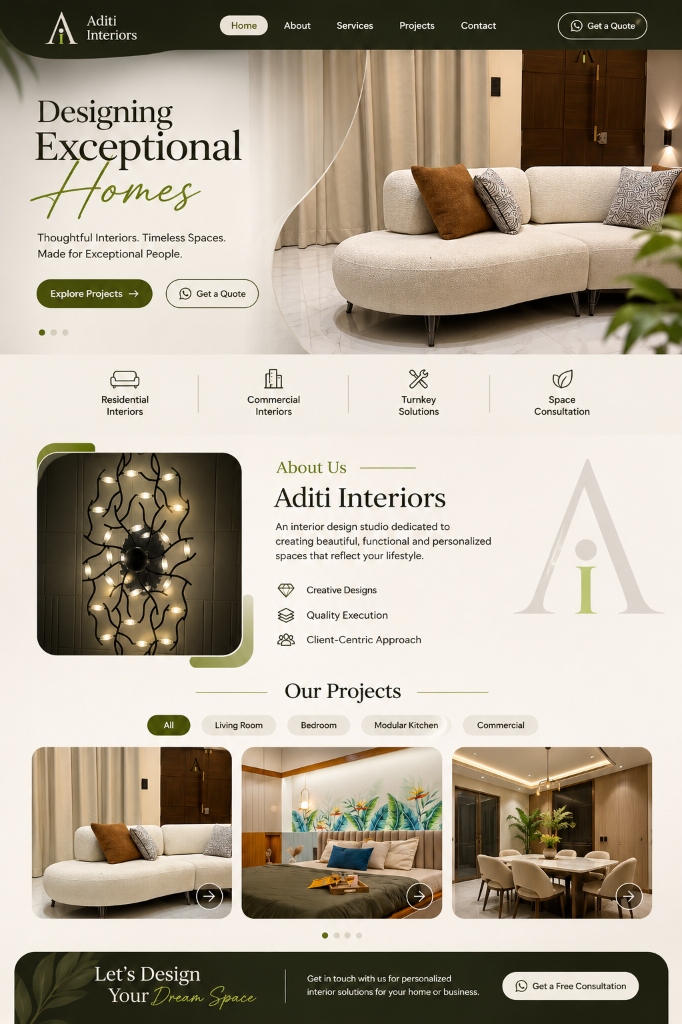 Aditi
Interiors
Home
About
Services
Projects
Contact
Get a Quote
Designing
Exceptional
Homes
Thoughtful Interiors. Timeless Spaces.
Made for Exceptional People.
Explore Projects →
Get a Quote
Residential
Interiors
Commercial
Interiors
Turnkey
Solutions
Space
Consultation
About Us
Aditi Interiors
An interior design studio dedicated to
creating beautiful, functional and personalized
spaces that reflect your lifestyle.
Creative Designs
Quality Execution
Client-Centric Approach
Our Projects
All
Living Room
Bedroom
Modular Kitchen
Commercial
Let's Design
Your Dream Space
Get in touch with us for personalized
interior solutions for your home or business.
Get a Free Consultation